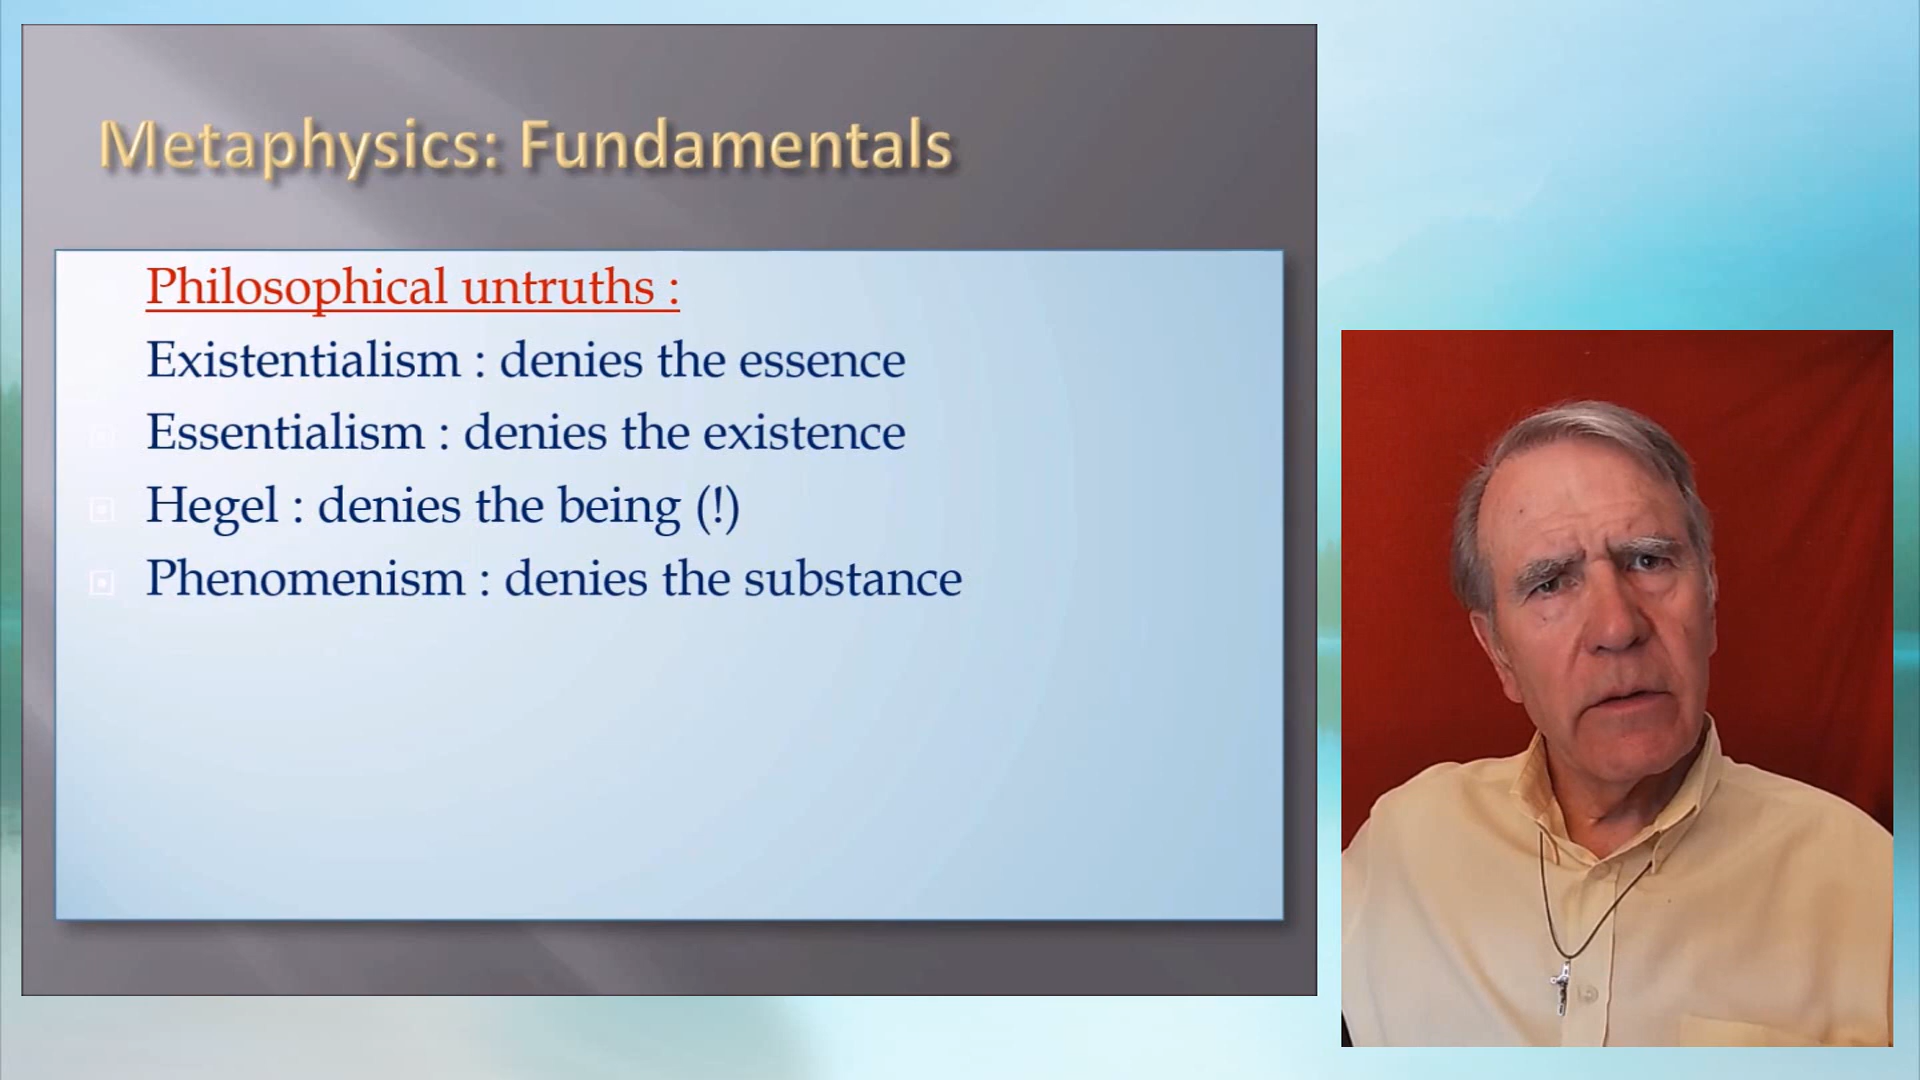 Metaphysics: Fundamentals
Philosophical untruths :
Existentialism : denies the essence
Essentialism : denies the existence
Hegel : denies the being (!)
Phenomenism : denies the substance